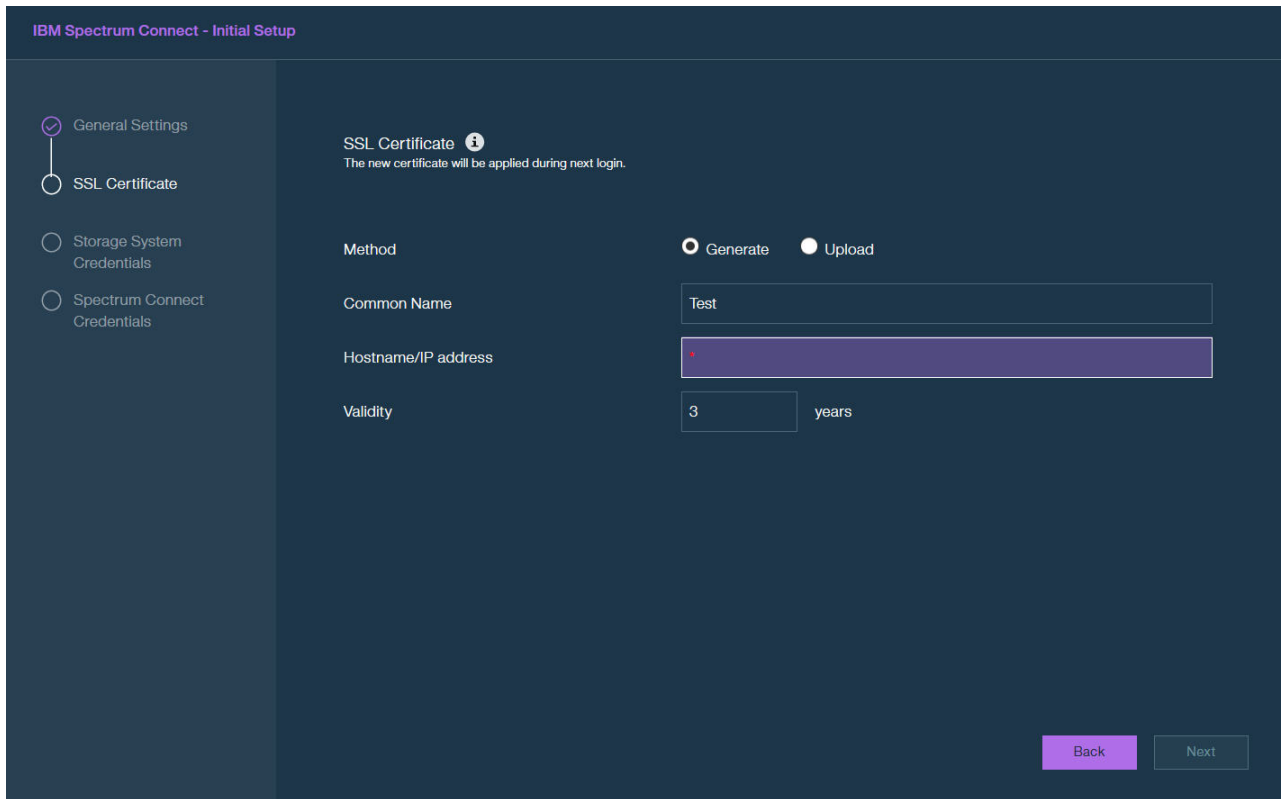 IBM Spectrum Connect - Initial Setup
General Settings
SSL Certificate
Storage System
Credentials
Spectrum Connect
Credentials
SSL Certificate i
The new certificate will be applied during next login.
Method
Generate
Upload
Common Name
Test
Hostname/IP address
*
Validity
3
years
Back
Next